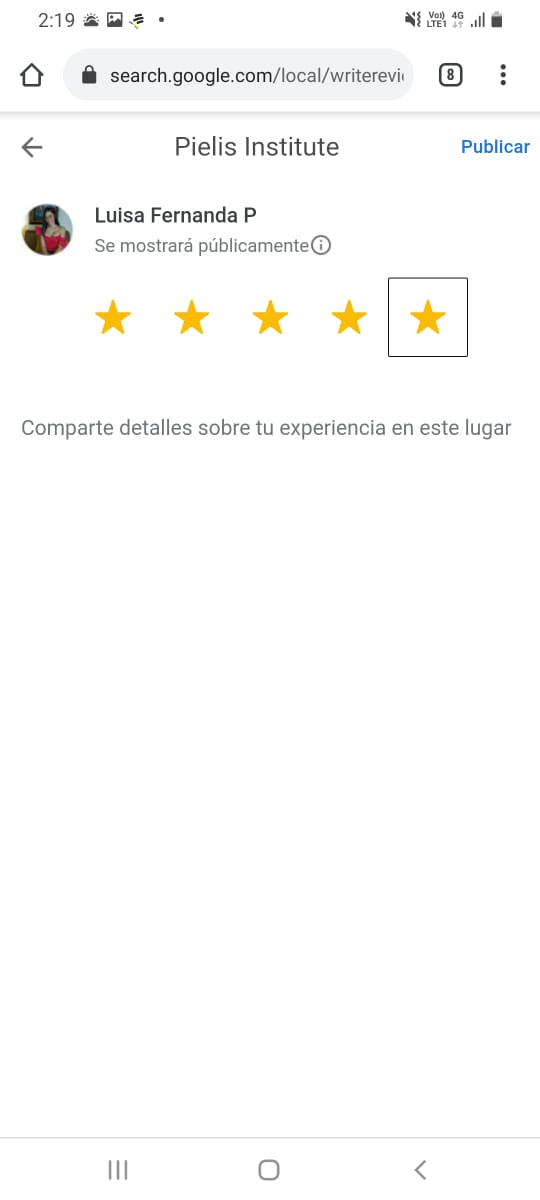 2:19
Vo)) 4G
LTE1
search.google.com/local/writerevi
8
Pielis Institute
Publicar
Luisa Fernanda P
Se mostrará públicamente
Comparte detalles sobre tu experiencia en este lugar